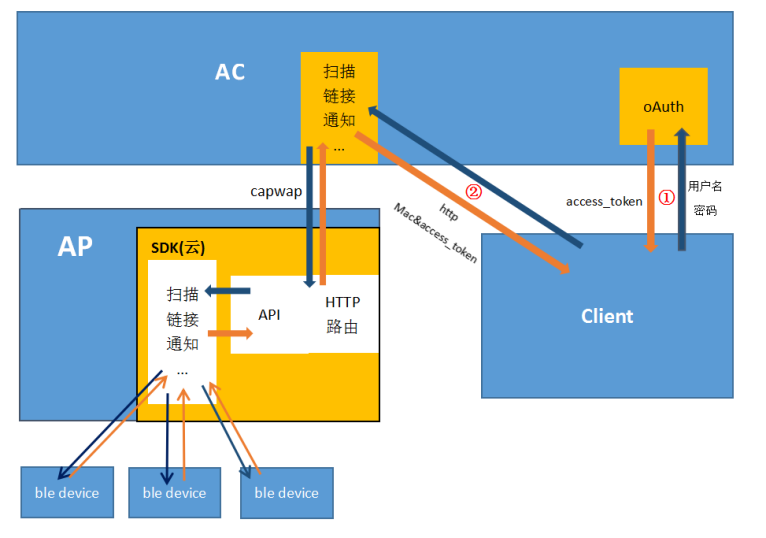 AC
扫描
链接
通知
...
oAuth
capwap
②
http
Mac&access_token
access_token
①
用户名
密码
AP
SDK(云)
扫描
链接
通知
...
API
HTTP
路由
Client
ble device
ble device
ble device